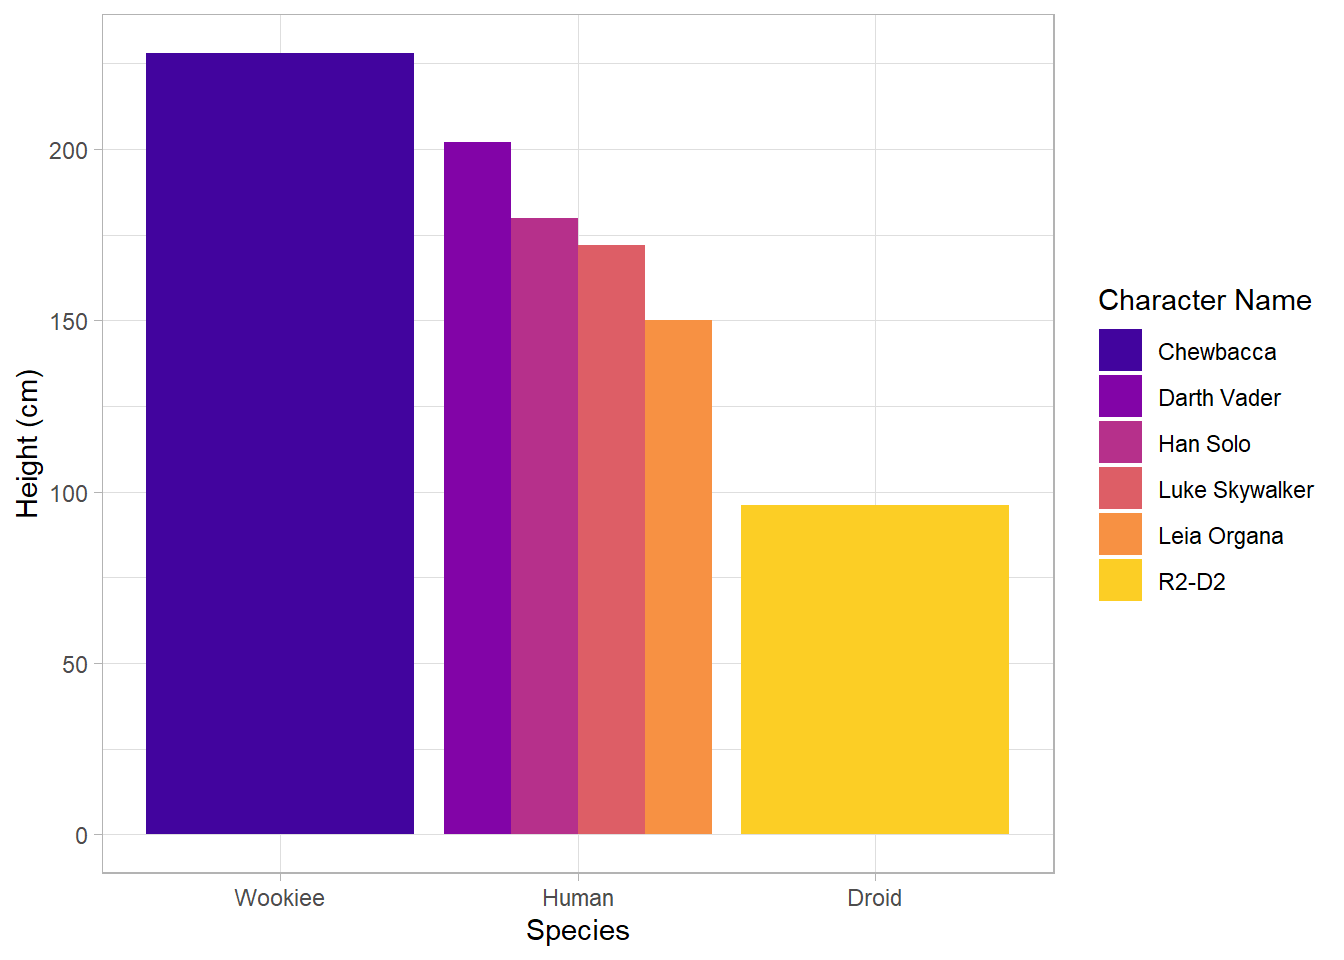 Height (cm)
200
150
100
50
0
Wookiee Human Droid
Species
Character Name
Chewbacca
Darth Vader
Han Solo
Luke Skywalker
Leia Organa
R2-D2